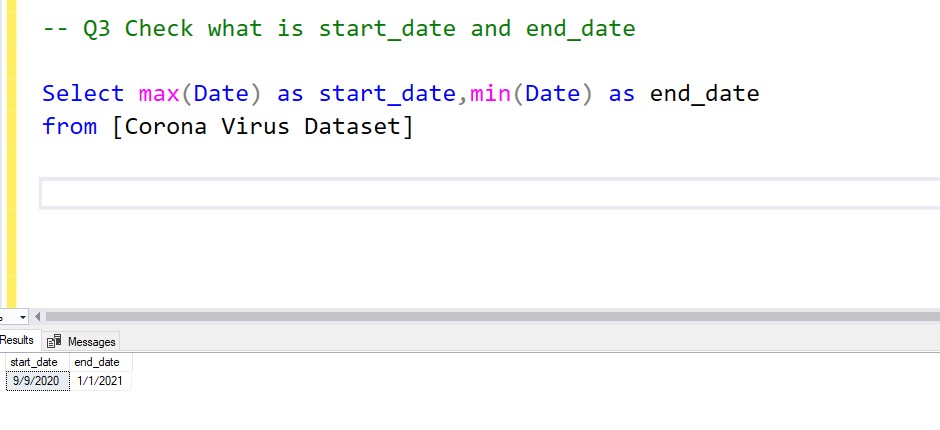 -- Q3 Check what is start_date and end_date
Select max(Date) as start_date,min(Date) as end_date
from [Corona Virus Dataset]
Results Messages
start_date end_date
9/9/2020 1/1/2021